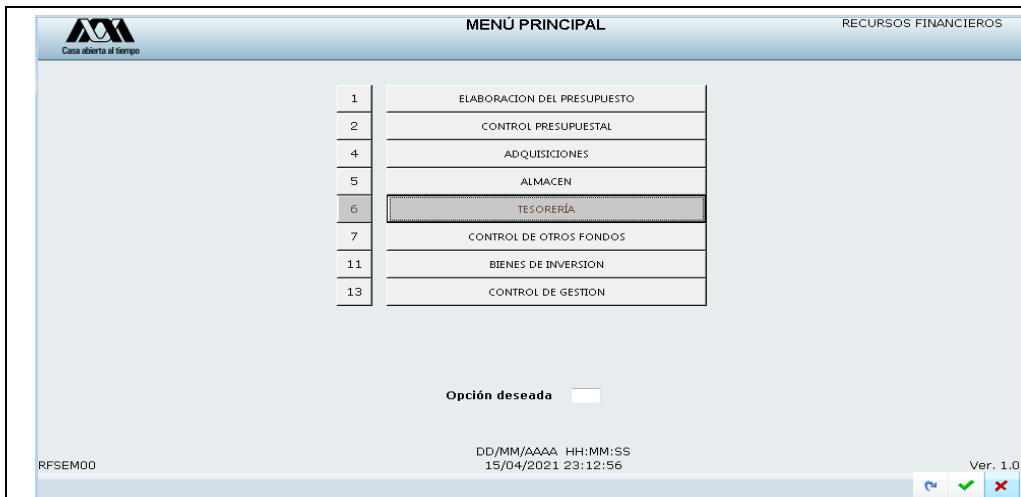 MENÚ PRINCIPAL
RECURSOS FINANCIEROS
Casa abierta al tiempo
1 ELABORACION DEL PRESUPUESTO
2 CONTROL PRESUPUESTAL
4 ADQUISICIONES
5 ALMACEN
6 TESORERÍA
7 CONTROL DE OTROS FONDOS
11 BIENES DE INVERSION
13 CONTROL DE GESTION
Opción deseada
DD/MM/AAAA HH:MM:SS
RFSEM00 15/04/2021 23:12:56 Ver. 1.0